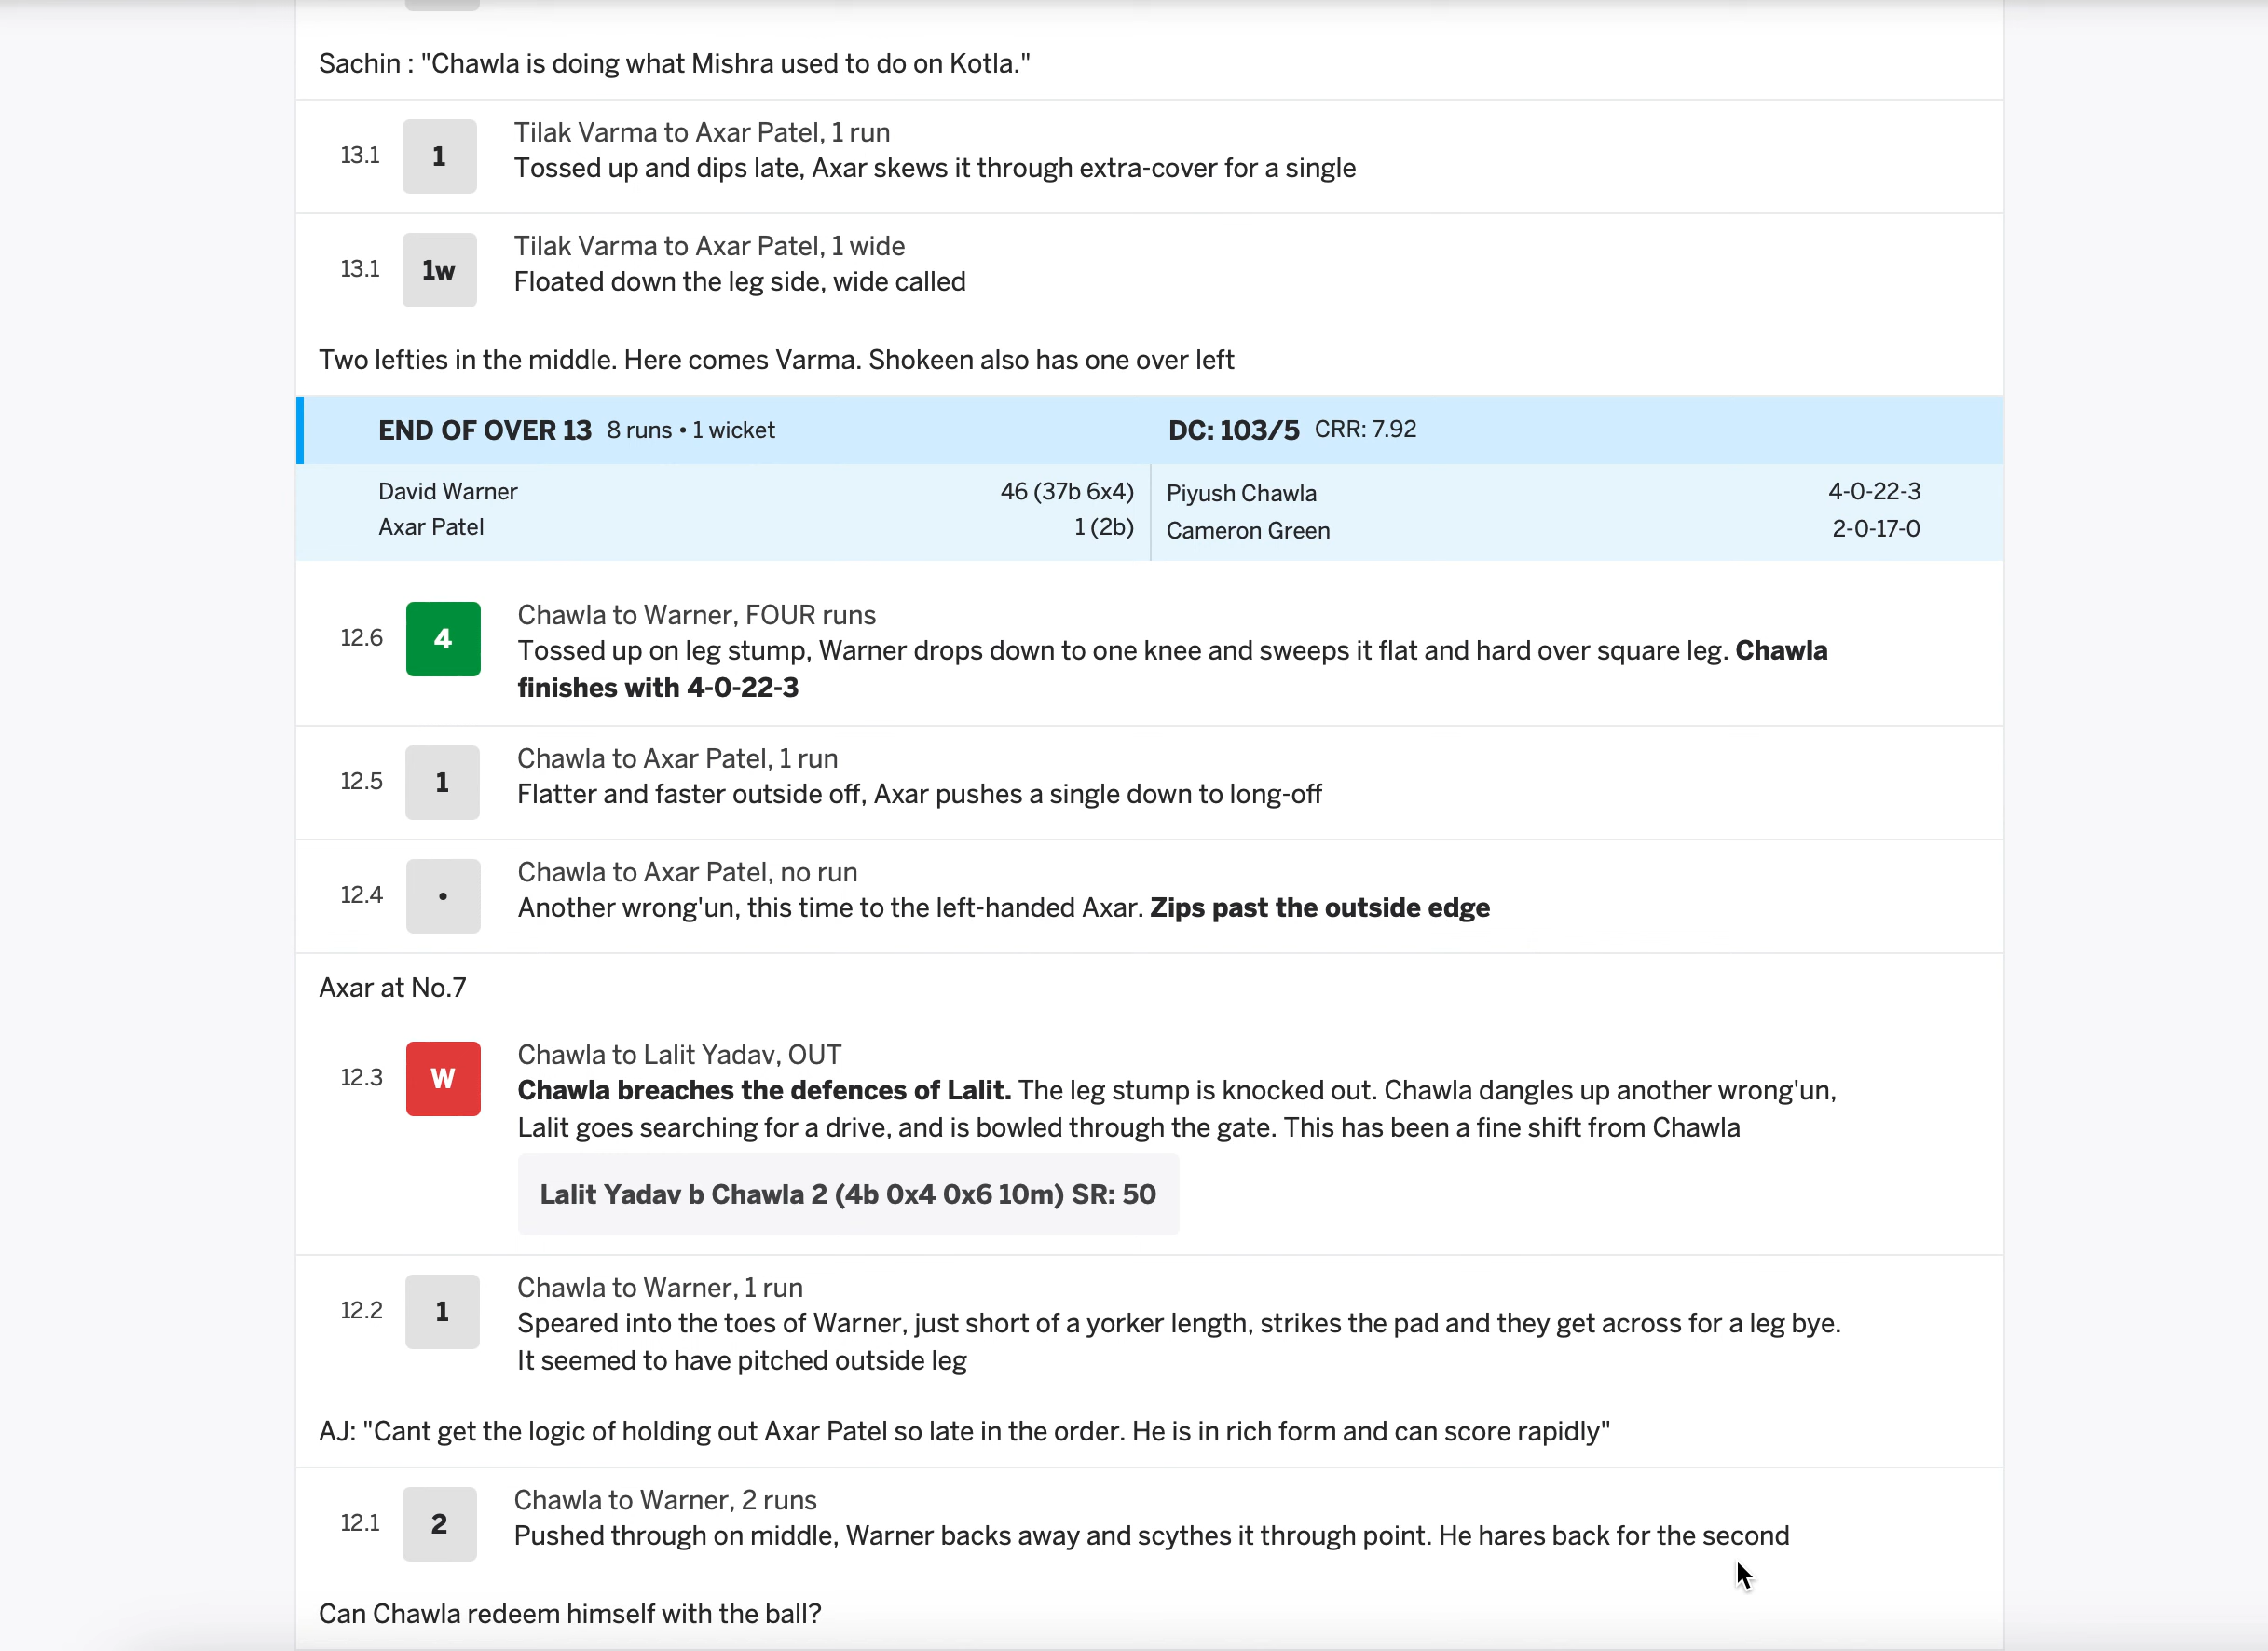 Sachin : "Chawla is doing what Mishra used to do on Kotla."
13.1
1
Tilak Varma to Axar Patel, 1 run
Tossed up and dips late, Axar skews it through extra-cover for a single
13.1
1w
Tilak Varma to Axar Patel, 1 wide
Floated down the leg side, wide called
Two lefties in the middle. Here comes Varma. Shokeen also has one over left
END OF OVER 13 8 runs • 1 wicket
DC: 103/5 CRR: 7.92
David Warner 46 (37b 6x4)
Axar Patel 1 (2b)
Piyush Chawla 4-0-22-3
Cameron Green 2-0-17-0
12.6
4
Chawla to Warner, FOUR runs
Tossed up on leg stump, Warner drops down to one knee and sweeps it flat and hard over square leg. Chawla
finishes with 4-0-22-3
12.5
1
Chawla to Axar Patel, 1 run
Flatter and faster outside off, Axar pushes a single down to long-off
12.4
•
Chawla to Axar Patel, no run
Another wrong'un, this time to the left-handed Axar. Zips past the outside edge
Axar at No.7
12.3
W
Chawla to Lalit Yadav, OUT
Chawla breaches the defences of Lalit. The leg stump is knocked out. Chawla dangles up another wrong'un,
Lalit goes searching for a drive, and is bowled through the gate. This has been a fine shift from Chawla
Lalit Yadav b Chawla 2 (4b 0x4 0x6 10m) SR: 50
12.2
1
Chawla to Warner, 1 run
Speared into the toes of Warner, just short of a yorker length, strikes the pad and they get across for a leg bye.
It seemed to have pitched outside leg
AJ: "Cant get the logic of holding out Axar Patel so late in the order. He is in rich form and can score rapidly"
12.1
2
Chawla to Warner, 2 runs
Pushed through on middle, Warner backs away and scythes it through point. He hares back for the second
Can Chawla redeem himself with the ball?